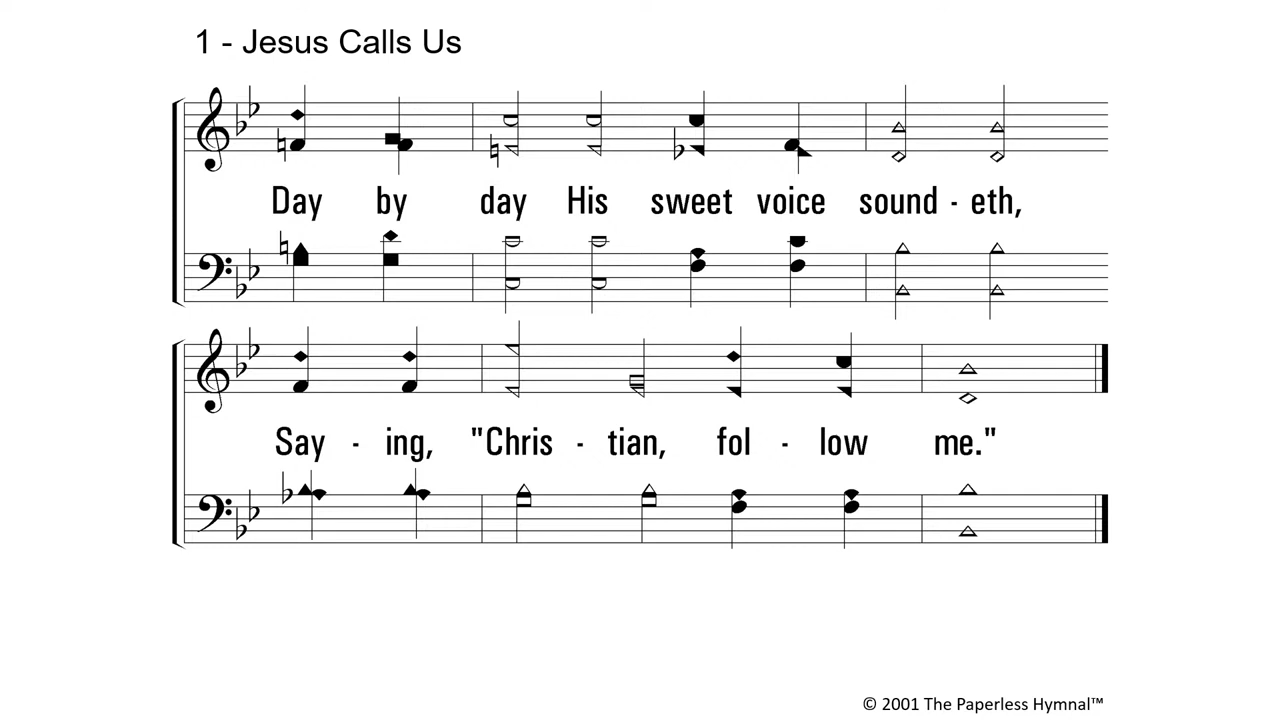 1 - Jesus Calls Us
Day by day His sweet voice sound - eth,
Say - ing, "Chris - tian, fol - low me."
© 2001 The Paperless Hymnal™